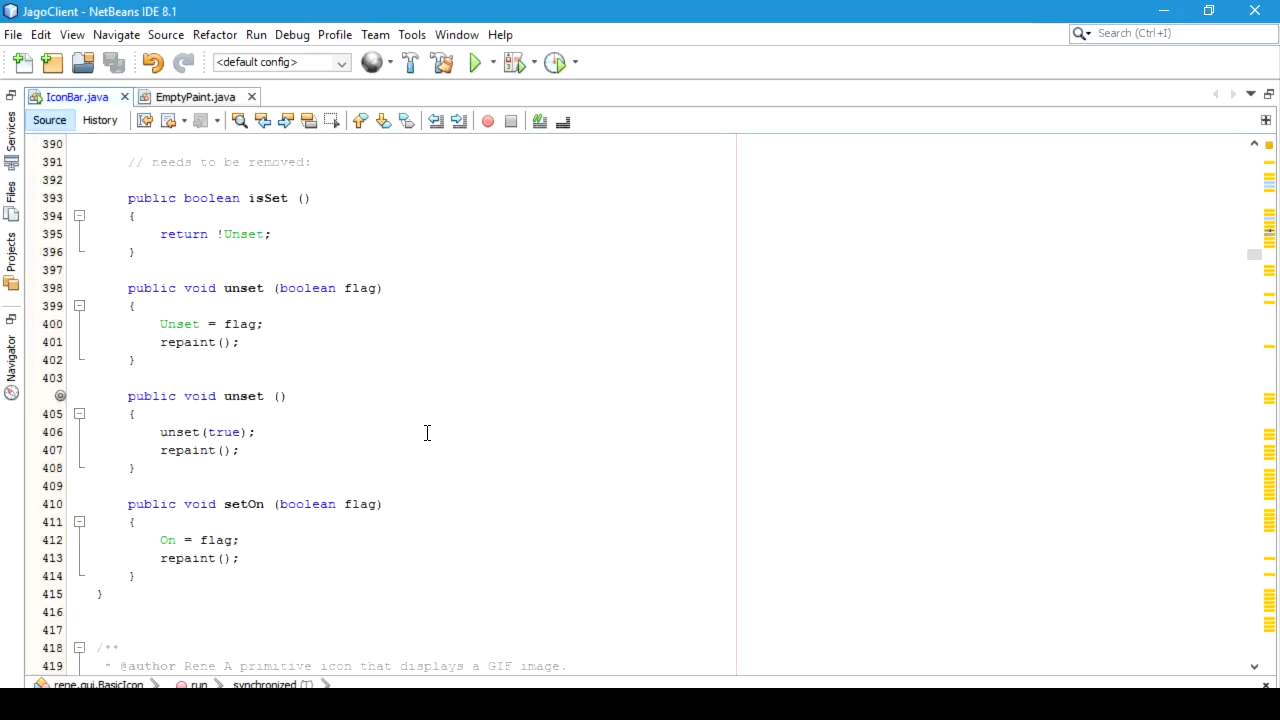 JagoClient - NetBeans IDE 8.1
File Edit View Navigate Source Refactor Run Debug Profile Team Tools Window Help
Search (Ctrl+I)
<default config>
IconBar.java
EmptyPaint.java
Source History
Services
Files
Projects
Navigator
390
391 // needs to be removed:
392
393 public boolean isSet ()
394 {
395 return !Unset;
396 }
397
398 public void unset (boolean flag)
399 {
400 Unset = flag;
401 repaint();
402 }
403
public void unset ()
405 {
406 unset(true);
407 repaint();
408 }
409
410 public void setOn (boolean flag)
411 {
412 On = flag;
413 repaint();
414 }
415 }
416
417
418 /**
419 * @author Rene A primitive icon that displays a GIF image.
rene.gui.BasicIcon run synchronized (T)